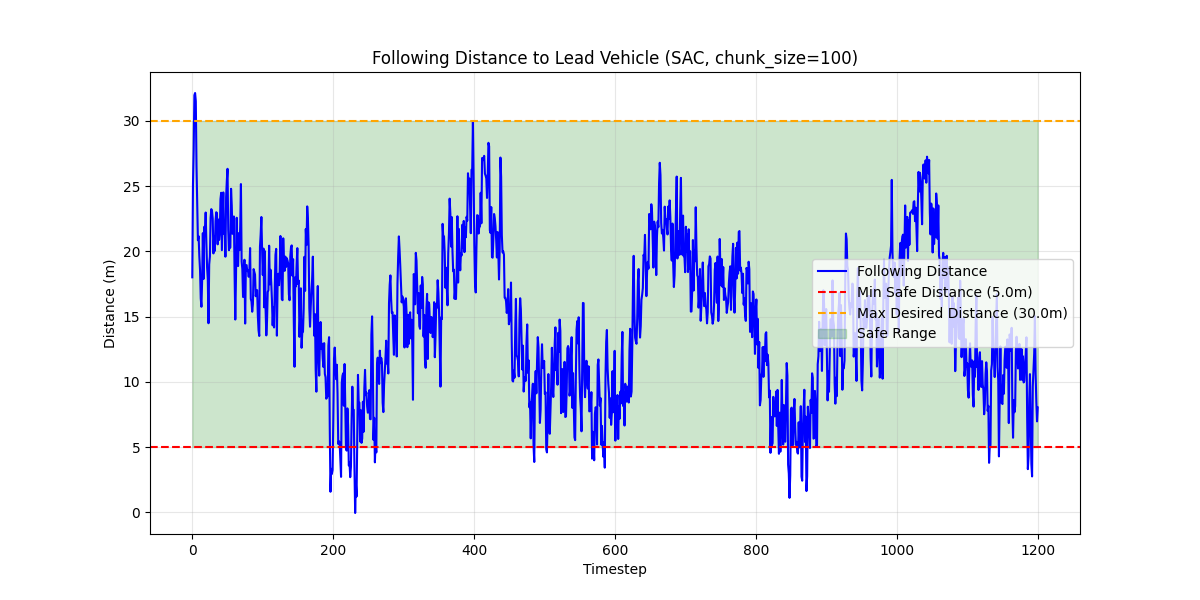 Following Distance to Lead Vehicle (SAC, chunk_size=100)
Distance (m)
30
25
20
15
10
5
0
Following Distance
Min Safe Distance (5.0m)
Max Desired Distance (30.0m)
Safe Range
0 200 400 600 800 1000 1200
Timestep